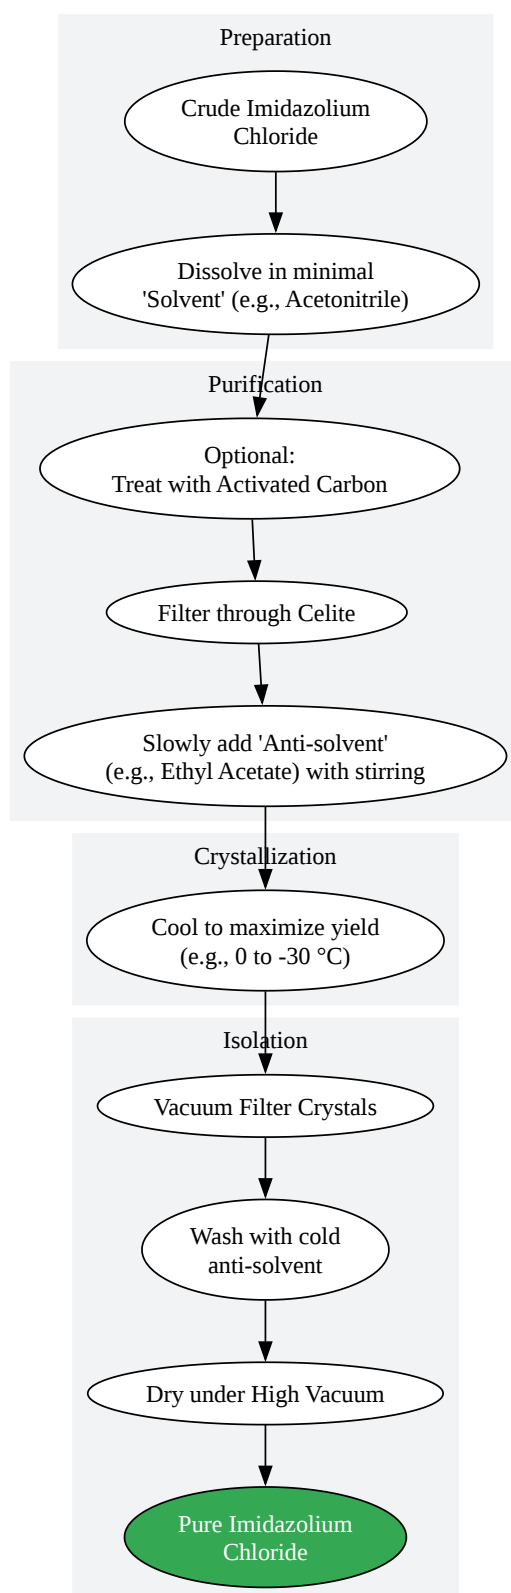 Preparation
Crude Imidazolium
Chloride
Dissolve in minimal
'Solvent' (e.g., Acetonitrile)
Purification
Optional:
Treat with Activated Carbon
Filter through Celite
Slowly add 'Anti-solvent'
(e.g., Ethyl Acetate) with stirring
Crystallization
Cool to maximize yield
(e.g., 0 to -30 °C)
Isolation
Vacuum Filter Crystals
Wash with cold
anti-solvent
Dry under High Vacuum
Pure Imidazolium
Chloride